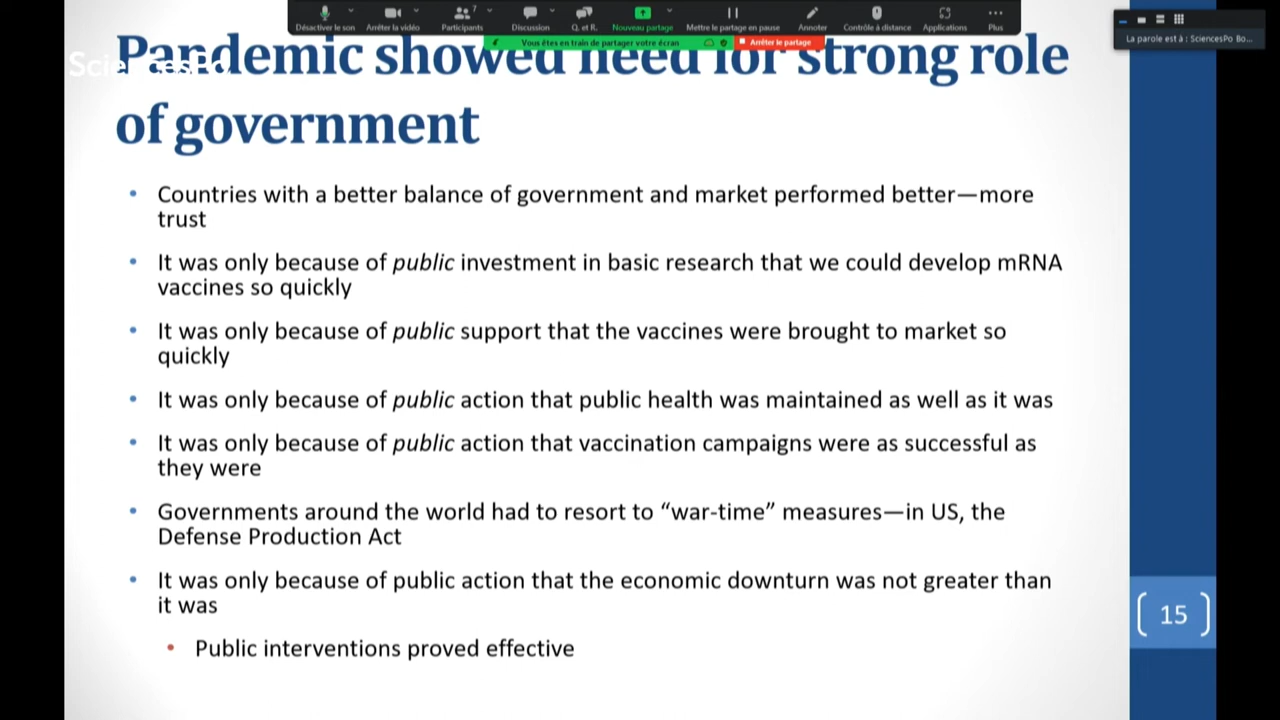 Désactiver le son
Arrêter la vidéo
Participants
7
Discussion
Q. et R.
Nouveau partage
Mettre le partage en pause
Annoter
Contrôle à distance
Applications
Plus
Vous êtes en train de partager votre écran
Arrêter le partage
La parole est à : SciencesPo Bo...
SciencesPo
Pandemic showed need for strong role
of government
• Countries with a better balance of government and market performed better—more
trust
• It was only because of public investment in basic research that we could develop mRNA
vaccines so quickly
• It was only because of public support that the vaccines were brought to market so
quickly
• It was only because of public action that public health was maintained as well as it was
• It was only because of public action that vaccination campaigns were as successful as
they were
• Governments around the world had to resort to “war-time” measures—in US, the
Defense Production Act
• It was only because of public action that the economic downturn was not greater than
it was
• Public interventions proved effective
15